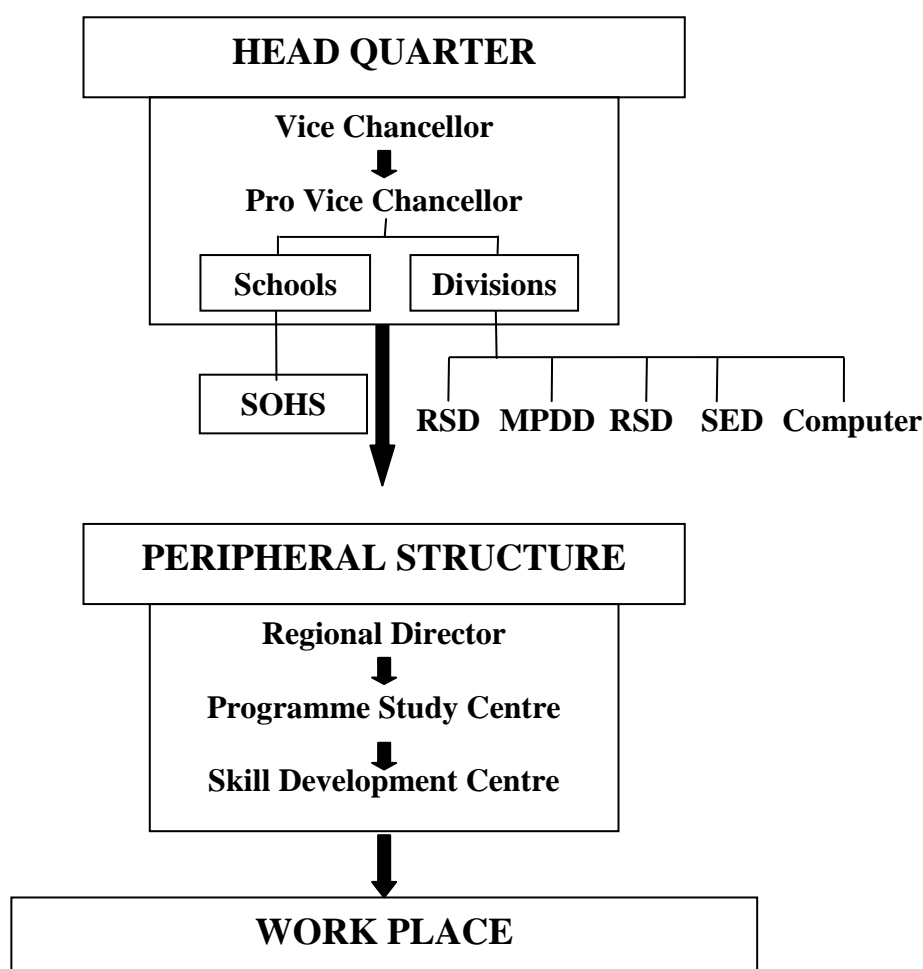 HEAD QUARTER
Vice Chancellor
Pro Vice Chancellor
Schools Divisions
SOHS
RSD MPDD RSD SED Computer
PERIPHERAL STRUCTURE
Regional Director
Programme Study Centre
Skill Development Centre
WORK PLACE